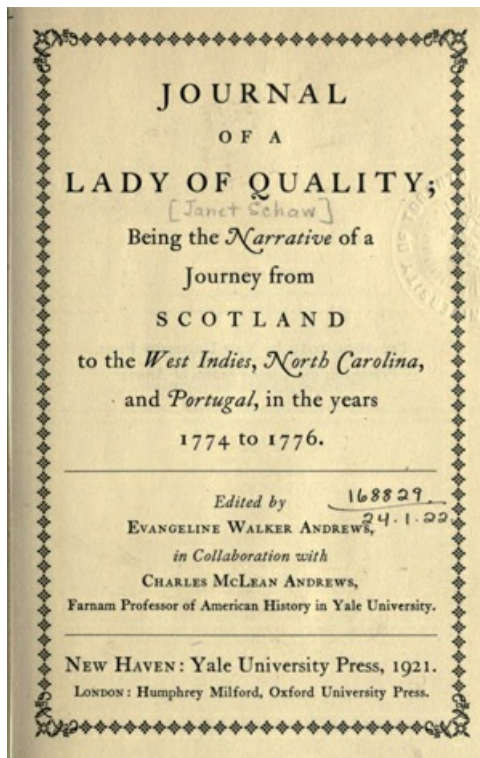 JOURNAL
OF A
LADY OF QUALITY;
[Janet Schaw]
Being the Narrative of a
Journey from
SCOTLAND
to the West Indies, North Carolina,
and Portugal, in the years
1774 to 1776.
Edited by
168829
EVANGELINE WALKER ANDREWS,
24.1.22
in Collaboration with
CHARLES MCLEAN ANDREWS,
Farnam Professor of American History in Yale University.
NEW HAVEN: Yale University Press, 1921.
LONDON: Humphrey Milford, Oxford University Press.